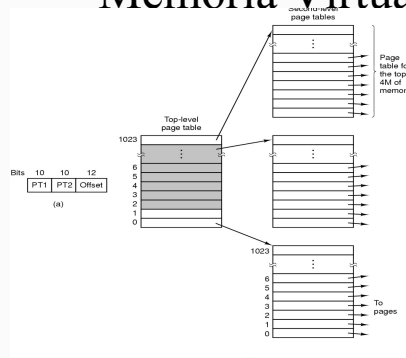 Memoria Virtual
Second-level
page tables
Page
table for
the top
4M of
memory
Top-level
page table
1023
6
5
4
3
2
1
0
Bits 10 10 12
PT1 PT2 Offset
(a)
1023
6
5
4
3
2
1
0
To
pages